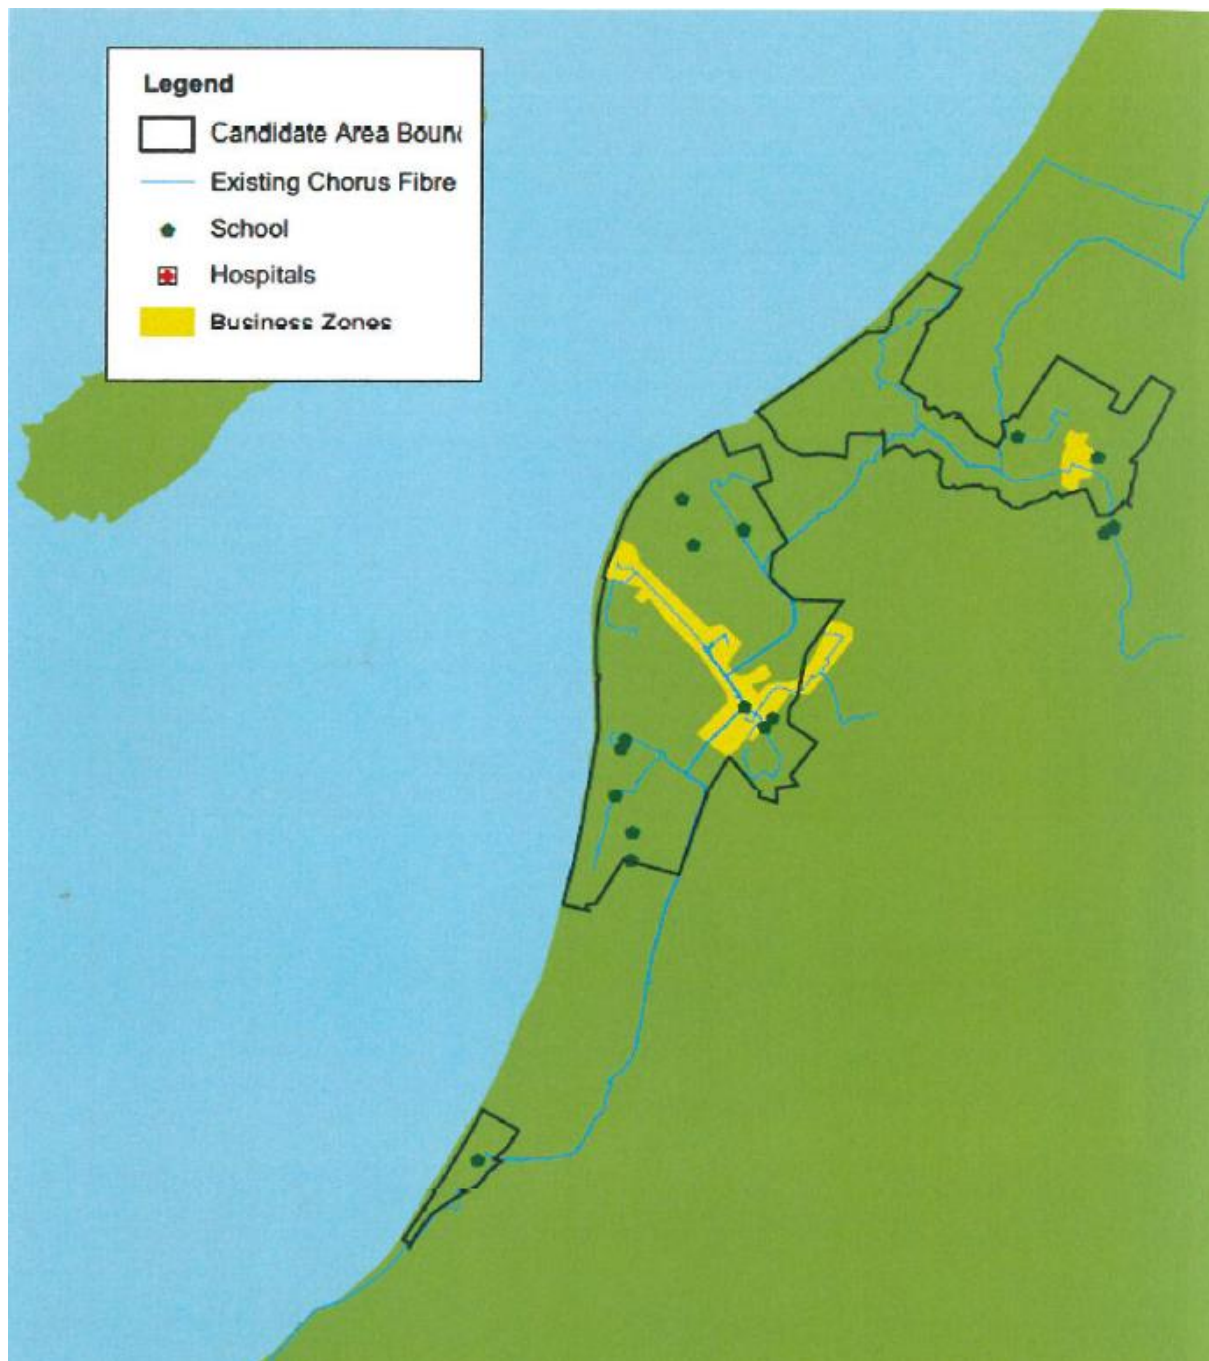 Legend
Candidate Area Boun
Existing Chorus Fibre
School
Hospitals
Business Zones